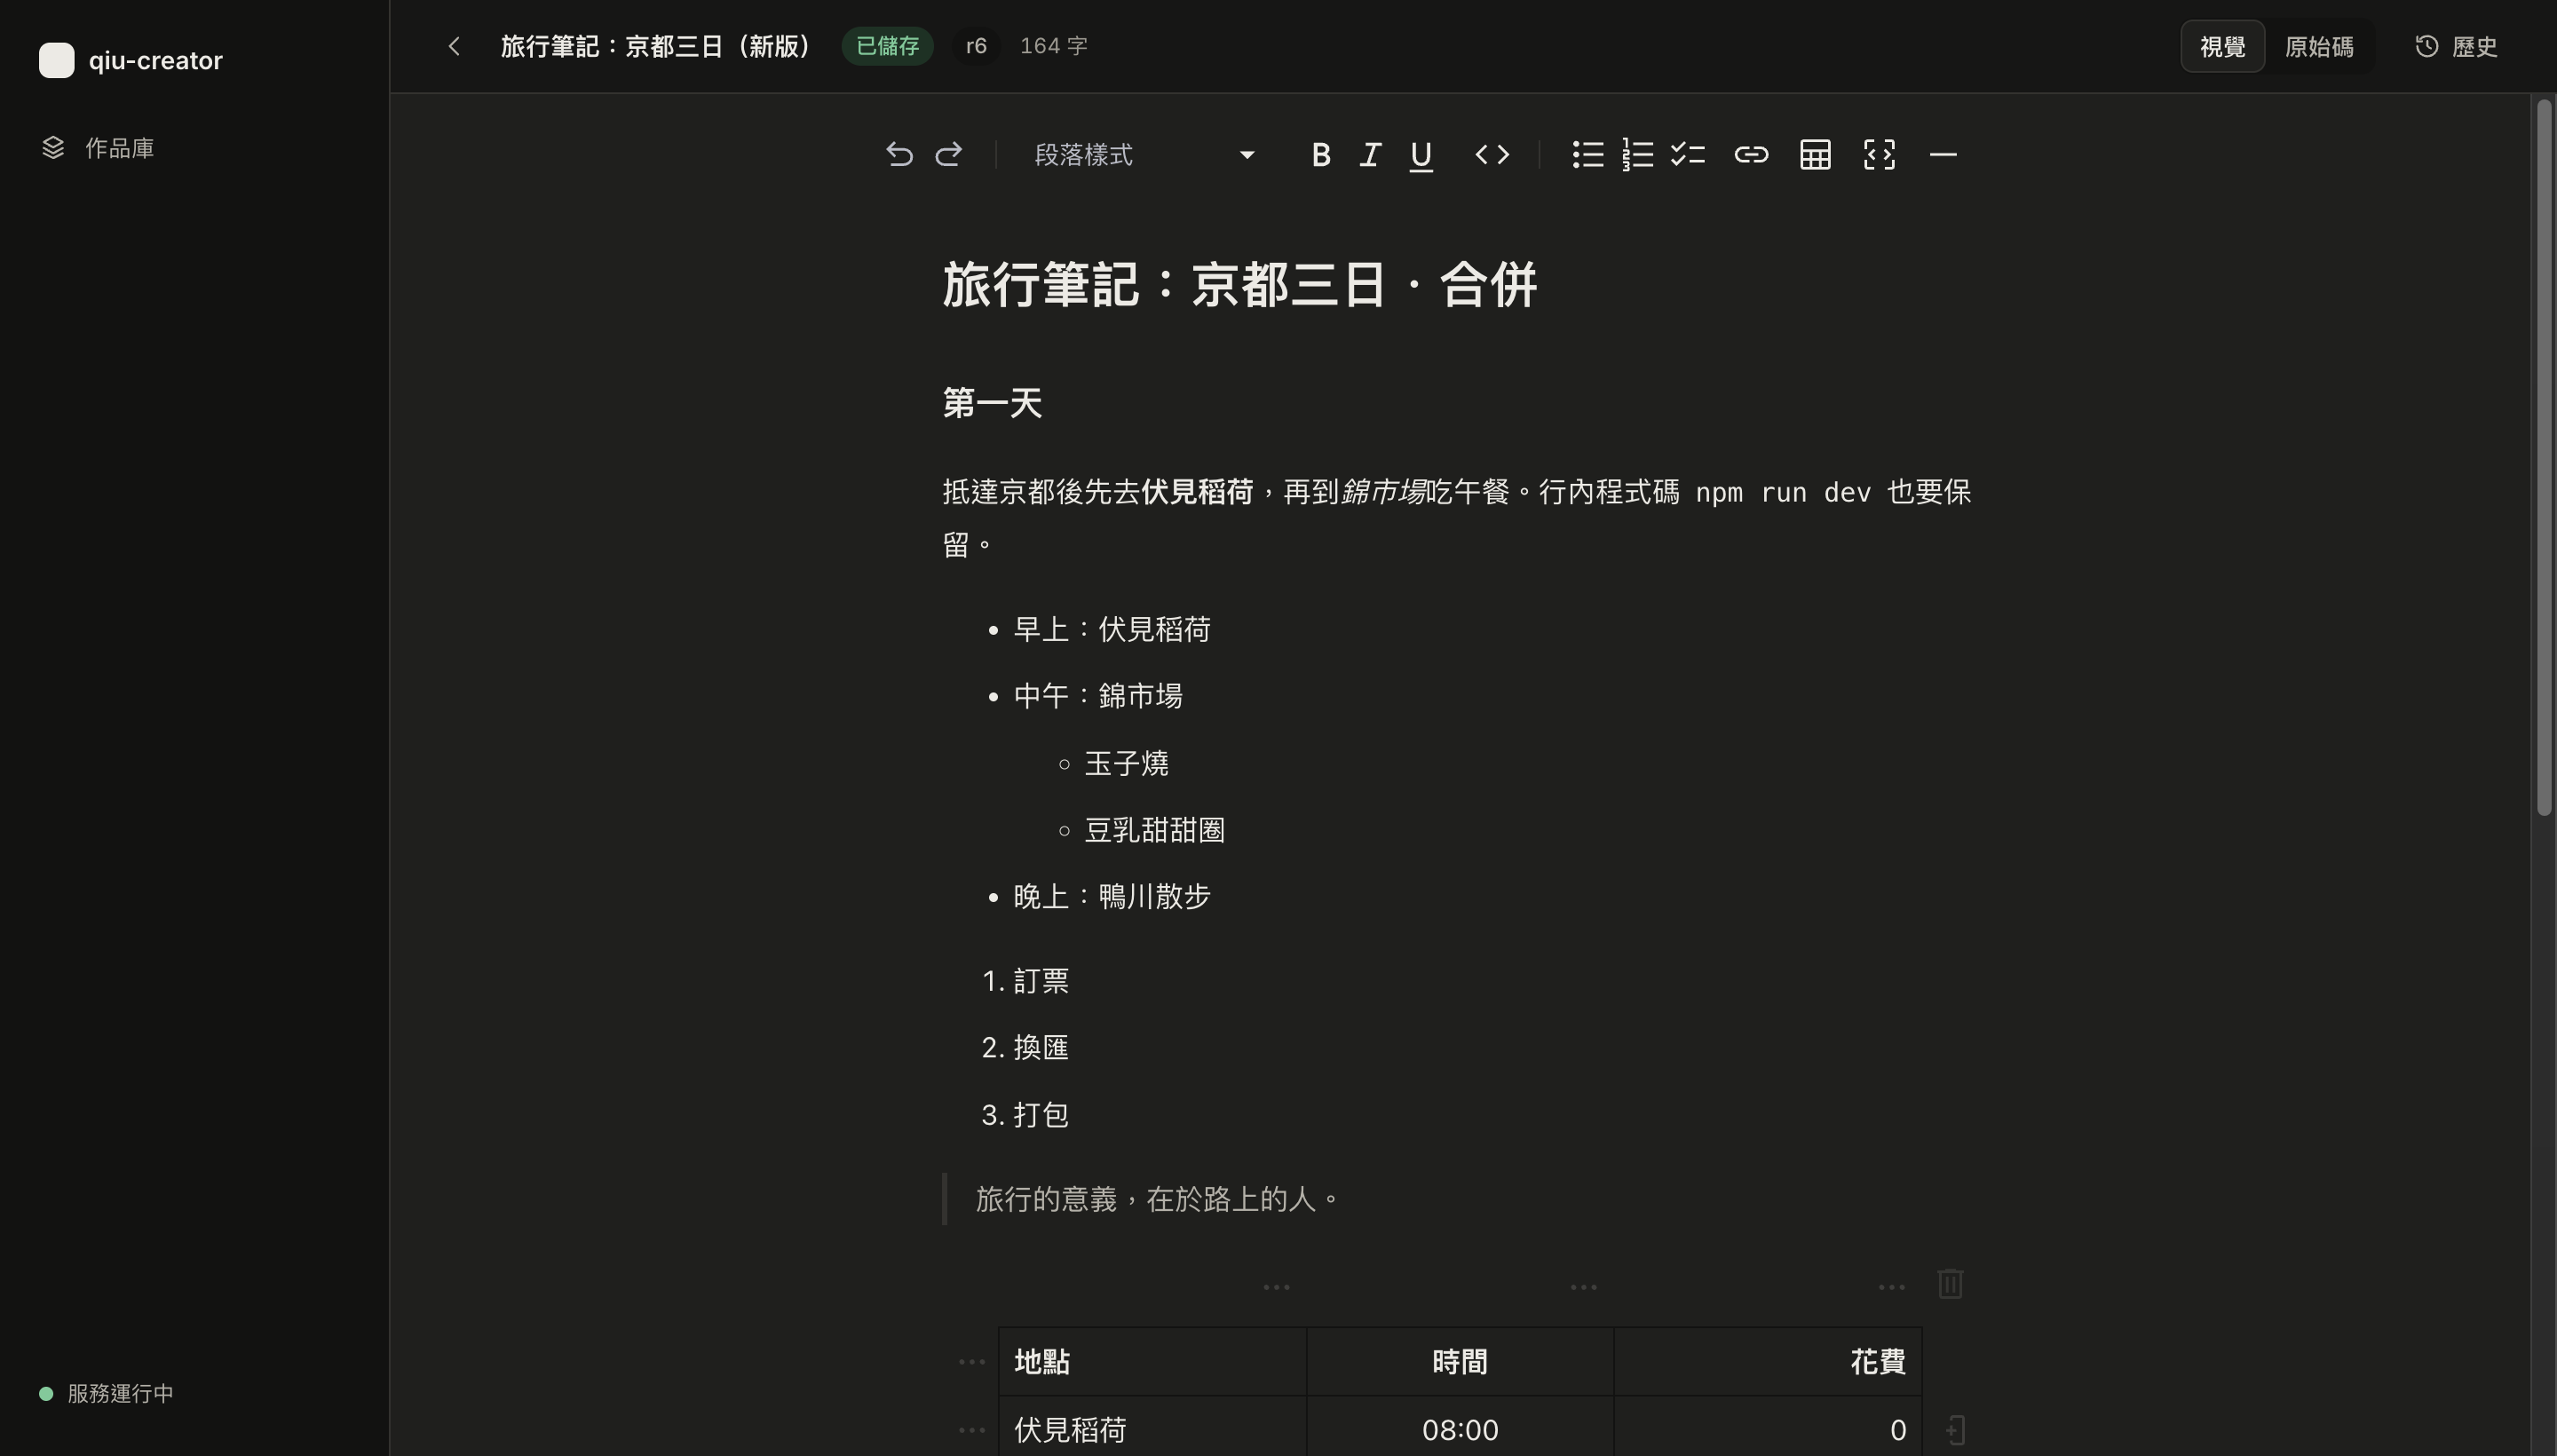 qiu-creator
作品庫
服務運行中
旅行筆記：京都三日（新版）
已儲存
r6
164 字
視覺
原始碼
歷史
段落樣式
旅行筆記：京都三日 · 合併
第一天
抵達京都後先去伏見稻荷，再到錦市場吃午餐。行內程式碼 npm run dev 也要保
留。
• 早上：伏見稻荷
• 中午：錦市場
◦ 玉子燒
◦ 豆乳甜甜圈
• 晚上：鴨川散步
1. 訂票
2. 換匯
3. 打包
旅行的意義，在於路上的人。
地點 時間 花費
伏見稻荷 08:00 0